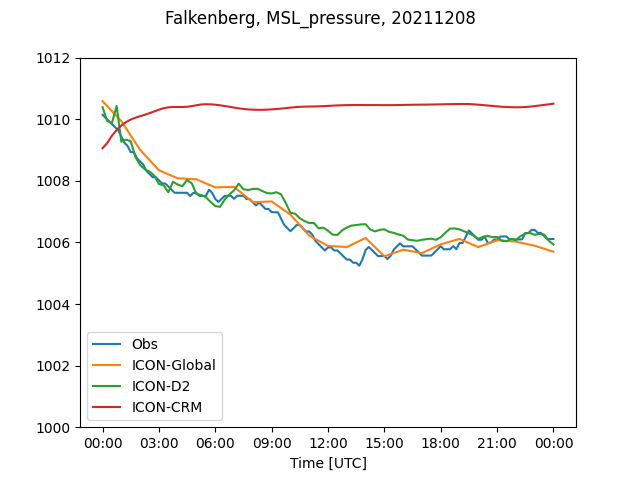 Falkenberg, MSL_pressure, 20211208
1012
1010
1008
1006
1004
1002
1000
Obs
ICON-Global
ICON-D2
ICON-CRM
00:00 03:00 06:00 09:00 12:00 15:00 18:00 21:00 00:00
Time [UTC]